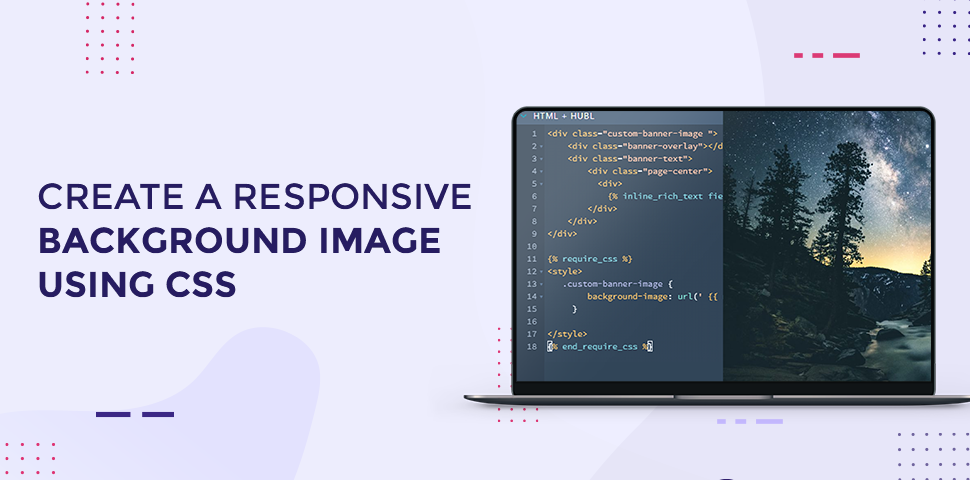 CREATE A RESPONSIVE
BACKGROUND IMAGE
USING CSS
HTML + HUBL
1 <div class="custom-banner-image ">
2 <div class="banner-overlay"></d
3 <div class="banner-text">
4 <div class="page-center">
5 <div>
6 {% inline_rich_text fie
7 </div>
8 </div>
9 </div>
10
11 {% require_css %}
12 <style>
13 .custom-banner-image {
14 background-image: url(' {{
15 }
16
17 </style>
18 {% end_require_css %}